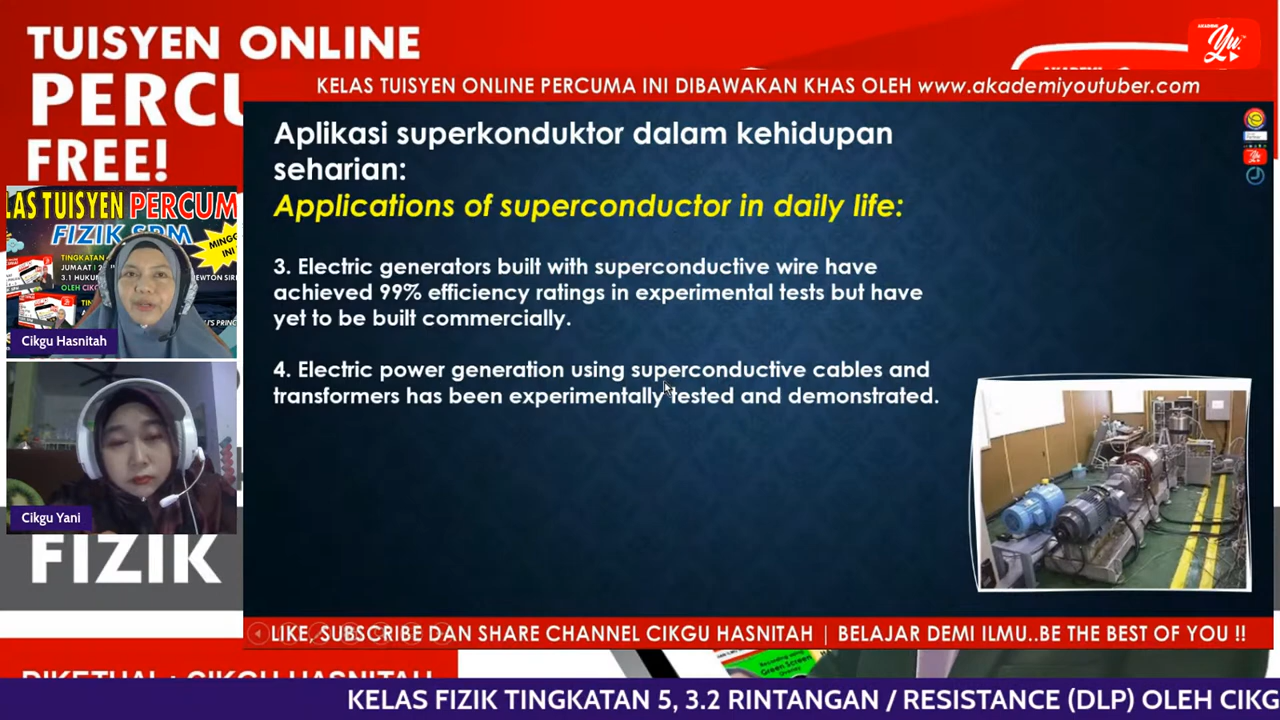 TUISYEN ONLINE
FREE!
KELAS TUISYEN ONLINE PERCUMA INI DIBAWAKAN KHAS OLEH www.akademiyoutuber.com
Aplikasi superkonduktor dalam kehidupan
seharian:
Applications of superconductor in daily life:
3. Electric generators built with superconductive wire have
achieved 99% efficiency ratings in experimental tests but have
yet to be built commercially.
4. Electric power generation using superconductive cables and
transformers has been experimentally tested and demonstrated.
TUISYEN
FIZIK SPM
Cikgu Hasnitah
Cikgu Yani
FIZIK
LIKE, SUBSCRIBE DAN SHARE CHANNEL CIKGU HASNITAH | BELAJAR DEMI ILMU..BE THE BEST OF YOU !!
KELAS FIZIK TINGKATAN 5, 3.2 RINTANGAN / RESISTANCE (DLP) OLEH